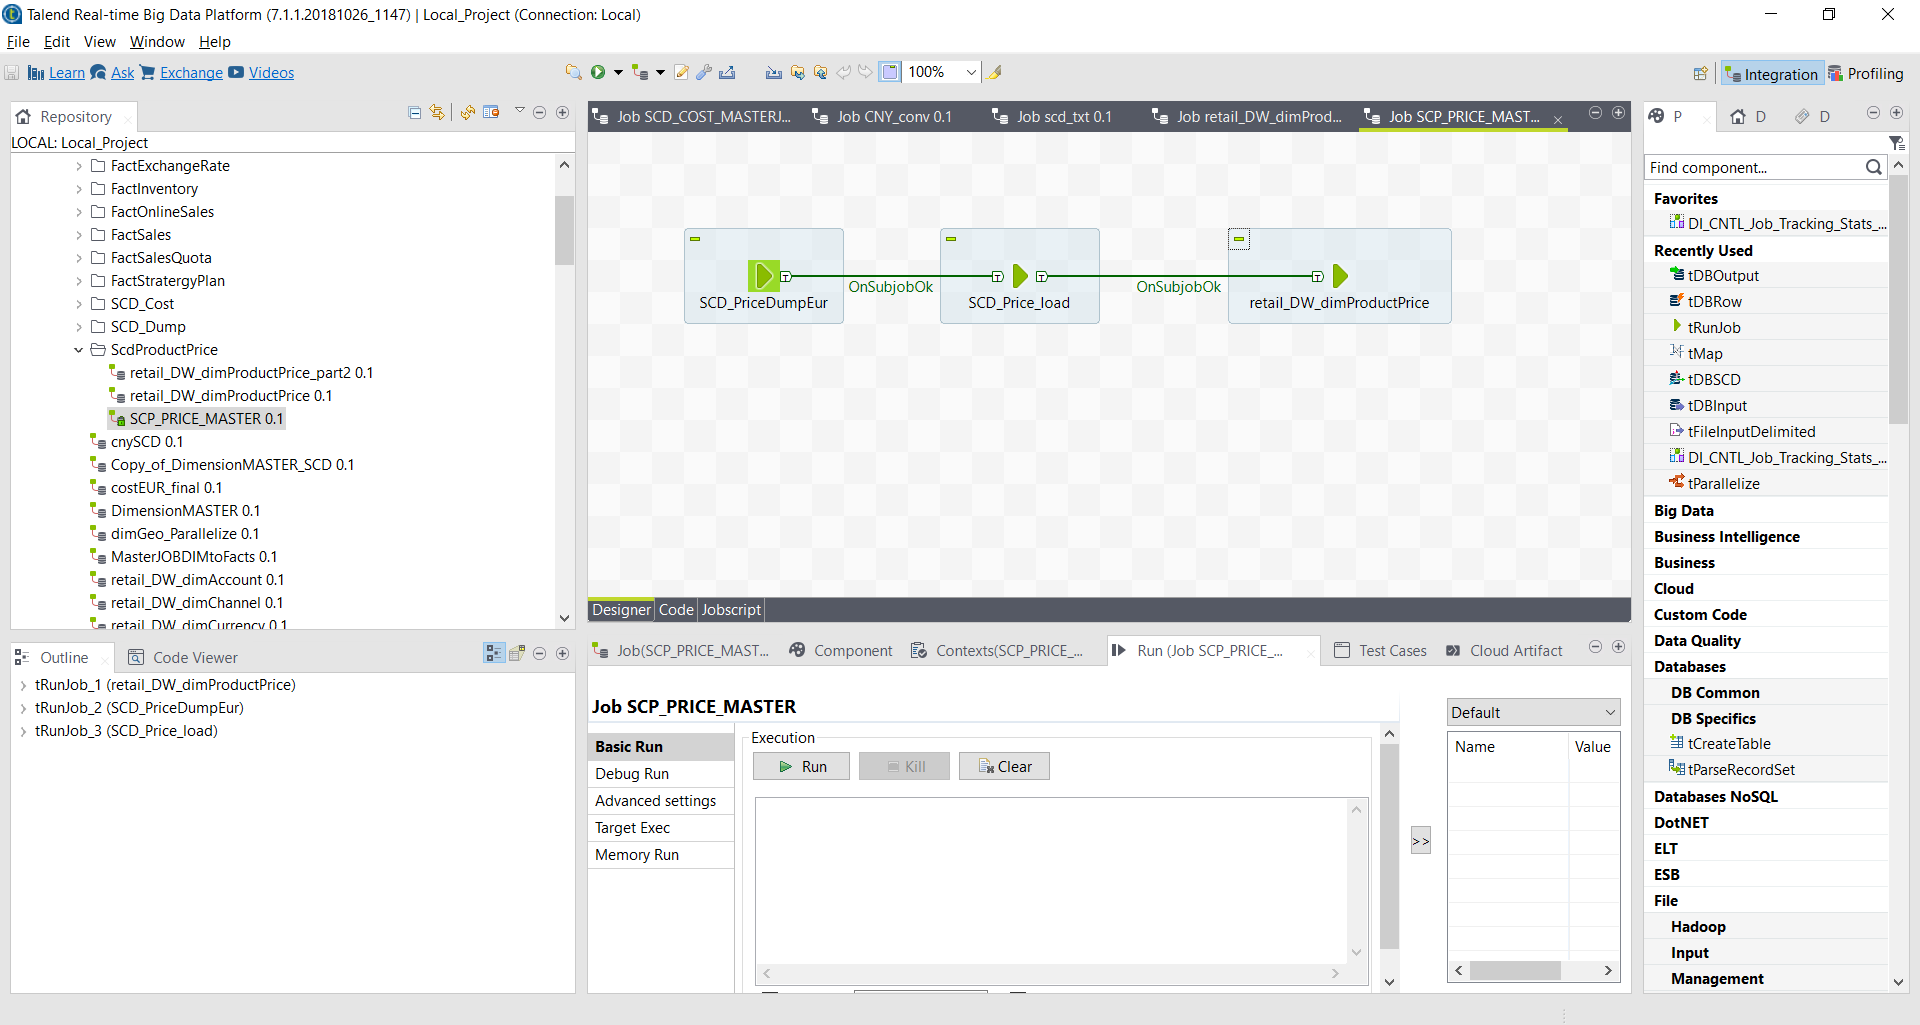 Talend Real-time Big Data Platform (7.1.1.20181026_1147) | Local_Project (Connection: Local)
File Edit View Window Help
Learn Ask Exchange Videos
100%
Integration Profiling
Repository
LOCAL: Local_Project
FactExchangeRate
FactInventory
FactOnlineSales
FactSales
FactSalesQuota
FactStratergyPlan
SCD_Cost
SCD_Dump
ScdProductPrice
retail_DW_dimProductPrice_part2 0.1
retail_DW_dimProductPrice 0.1
SCP_PRICE_MASTER 0.1
cnySCD 0.1
Copy_of_DimensionMASTER_SCD 0.1
costEUR_final 0.1
DimensionMASTER 0.1
dimGeo_Parallelize 0.1
MasterJOBDIMtoFacts 0.1
retail_DW_dimAccount 0.1
retail_DW_dimChannel 0.1
retail_DW_dimCurrency 0.1
Outline Code Viewer
tRunJob_1 (retail_DW_dimProductPrice)
tRunJob_2 (SCD_PriceDumpEur)
tRunJob_3 (SCD_Price_load)
Job SCD_COST_MASTERJ... Job CNY_conv 0.1 Job scd_txt 0.1 Job retail_DW_dimProd... Job SCP_PRICE_MAST...
SCD_PriceDumpEur
OnSubjobOk
SCD_Price_load
OnSubjobOk
retail_DW_dimProductPrice
Designer Code Jobscript
Job(SCP_PRICE_MAST... Component Contexts(SCP_PRICE_... Run (Job SCP_PRICE_... Test Cases Cloud Artifact
Job SCP_PRICE_MASTER
Basic Run
Debug Run
Advanced settings
Target Exec
Memory Run
Execution
Run Kill Clear
>>
Default
Name Value
P D D
Find component...
Favorites
DI_CNTL_Job_Tracking_Stats_...
Recently Used
tDBOutput
tDBRow
tRunJob
tMap
tDBSCD
tDBInput
tFileInputDelimited
DI_CNTL_Job_Tracking_Stats_...
tParallelize
Big Data
Business Intelligence
Business
Cloud
Custom Code
Data Quality
Databases
DB Common
DB Specifics
tCreateTable
tParseRecordSet
Databases NoSQL
DotNET
ELT
ESB
File
Hadoop
Input
Management